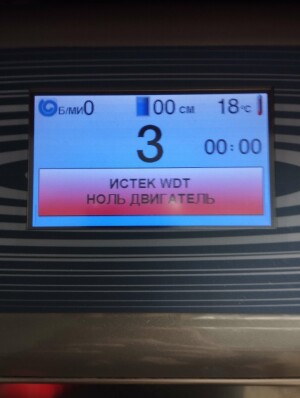 Б/МИ0 00 СМ 18°C
3 00:00
ИСТЕК WDT
НОЛЬ ДВИГАТЕЛЬ